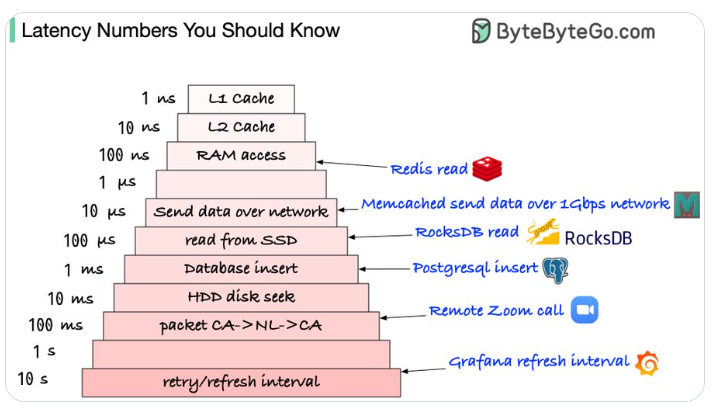 Latency Numbers You Should Know
ByteByteGo.com
1 ns L1 Cache
10 ns L2 Cache
100 ns RAM access
Redis read
1 µs
10 µs Send data over network
Memcached send data over 1Gbps network
100 µs read from SSD
RocksDB read RocksDB
1 ms Database insert
Postgresql insert
10 ms HDD disk seek
100 ms packet CA->NL->CA
Remote Zoom call
1 s
10 s retry/refresh interval
Grafana refresh interval